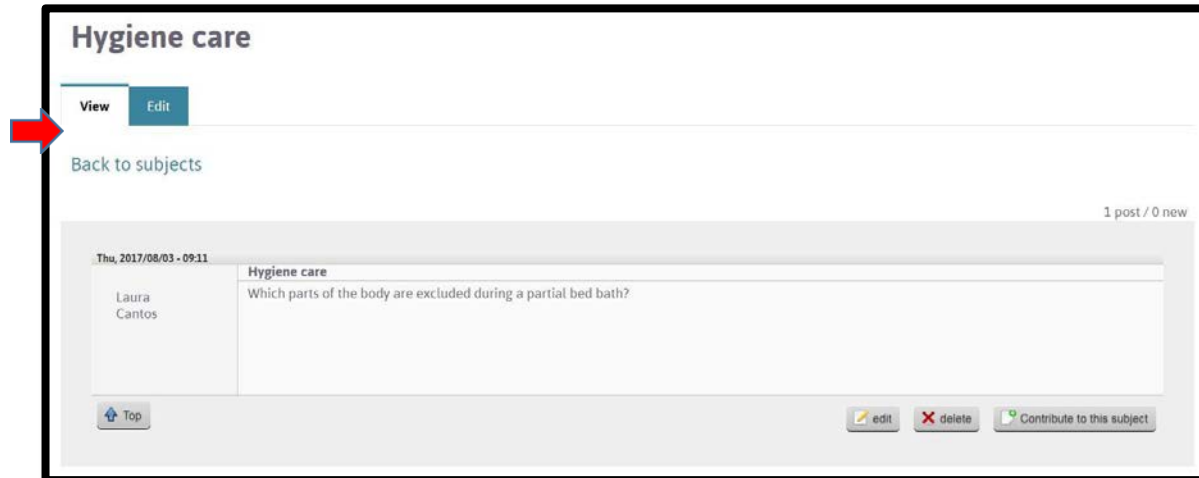 Hygiene care
View Edit
Back to subjects
1 post / 0 new
Thu, 2017/08/03 - 09:11
Hygiene care
Laura
Cantos
Which parts of the body are excluded during a partial bed bath?
Top
edit delete Contribute to this subject